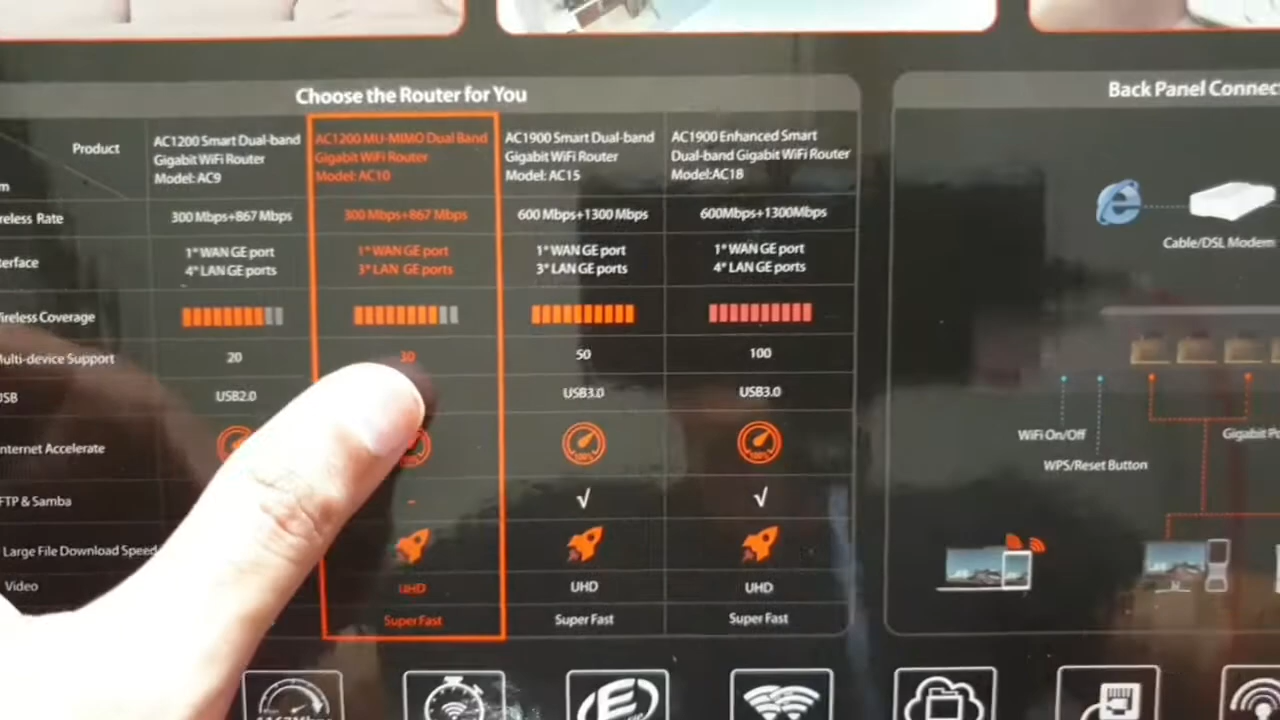 Choose the Router for You
Back Panel Connect
Product
AC1200 Smart Dual-band
Gigabit WiFi Router
Model: AC9
AC1200 MU-MIMO Dual Band
Gigabit WiFi Router
Model: AC10
AC1900 Smart Dual-band
Gigabit WiFi Router
Model: AC15
AC1900 Enhanced Smart
Dual-band Gigabit WiFi Router
Model:AC18
m
reless Rate
300 Mbps+867 Mbps
300 Mbps+867 Mbps
600 Mbps+1300 Mbps
600Mbps+1300Mbps
terface
1* WAN GE port
4* LAN GE ports
1* WAN GE port
3* LAN GE ports
1* WAN GE port
3* LAN GE ports
1* WAN GE port
4* LAN GE ports
ireless Coverage
Multi-device Support
20
30
50
100
USB
USB2.0
USB3.0
USB3.0
nternet Accelerate
FTP & Samba
-
√
√
Large File Download Speed
Video
UHD
UHD
UHD
Super Fast
Super Fast
Super Fast
Cable/DSL Modem
WiFi On/Off
WPS/Reset Button
Gigabit Po